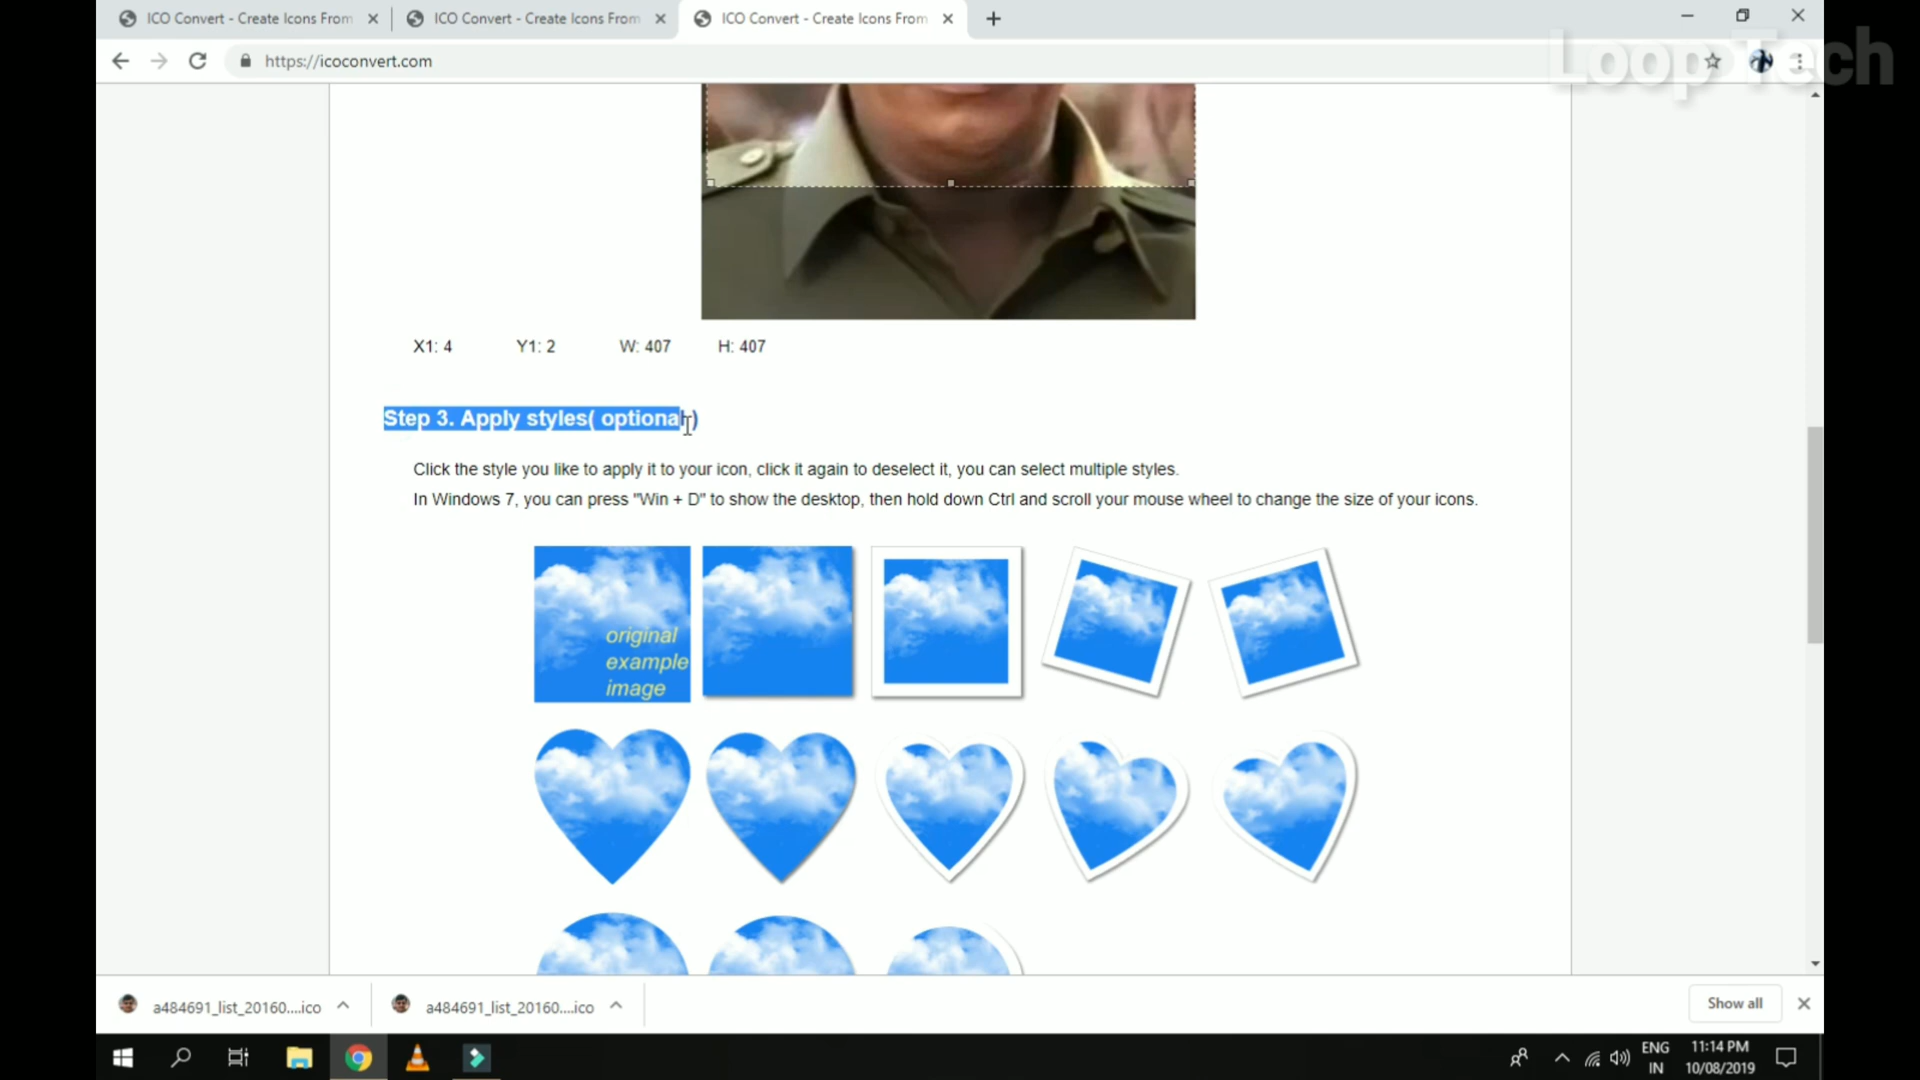 ICO Convert - Create Icons From
ICO Convert - Create Icons From
ICO Convert - Create Icons From
https://icoconvert.com
Loop Tech
X1: 4 Y1: 2 W: 407 H: 407
Step 3. Apply styles( optional )
Click the style you like to apply it to your icon, click it again to deselect it, you can select multiple styles.
In Windows 7, you can press "Win + D" to show the desktop, then hold down Ctrl and scroll your mouse wheel to change the size of your icons.
original
example
image
a484691_list_20160....ico
a484691_list_20160....ico
Show all
ENG
IN
11:14 PM
10/08/2019